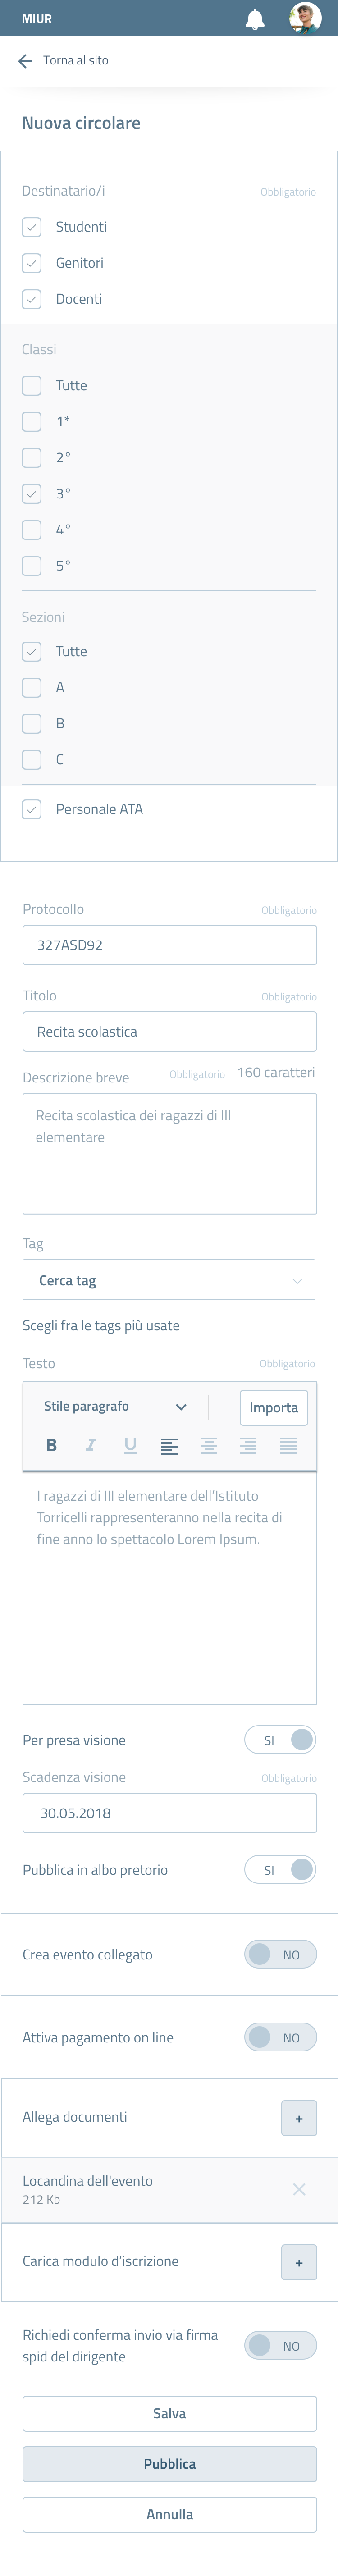 MIUR
Torna al sito
Nuova circolare
Destinatario/i Obbligatorio
Studenti
Genitori
Docenti
Classi
Tutte
1*
2°
3°
4°
5°
Sezioni
Tutte
A
B
C
Personale ATA
Protocollo Obbligatorio
327ASD92
Titolo Obbligatorio
Recita scolastica
Descrizione breve Obbligatorio 160 caratteri
Recita scolastica dei ragazzi di III
elementare
Tag
Cerca tag
Scegli fra le tags più usate
Testo Obbligatorio
Stile paragrafo Importa
B I U
I ragazzi di III elementare dell'Istituto
Torricelli rappresenteranno nella recita di
fine anno lo spettacolo Lorem Ipsum.
Per presa visione SI
Scadenza visione Obbligatorio
30.05.2018
Pubblica in albo pretorio SI
Crea evento collegato NO
Attiva pagamento on line NO
Allega documenti +
Locandina dell'evento
212 Kb
Carica modulo d'iscrizione +
Richiedi conferma invio via firma NO
spid del dirigente
Salva
Pubblica
Annulla